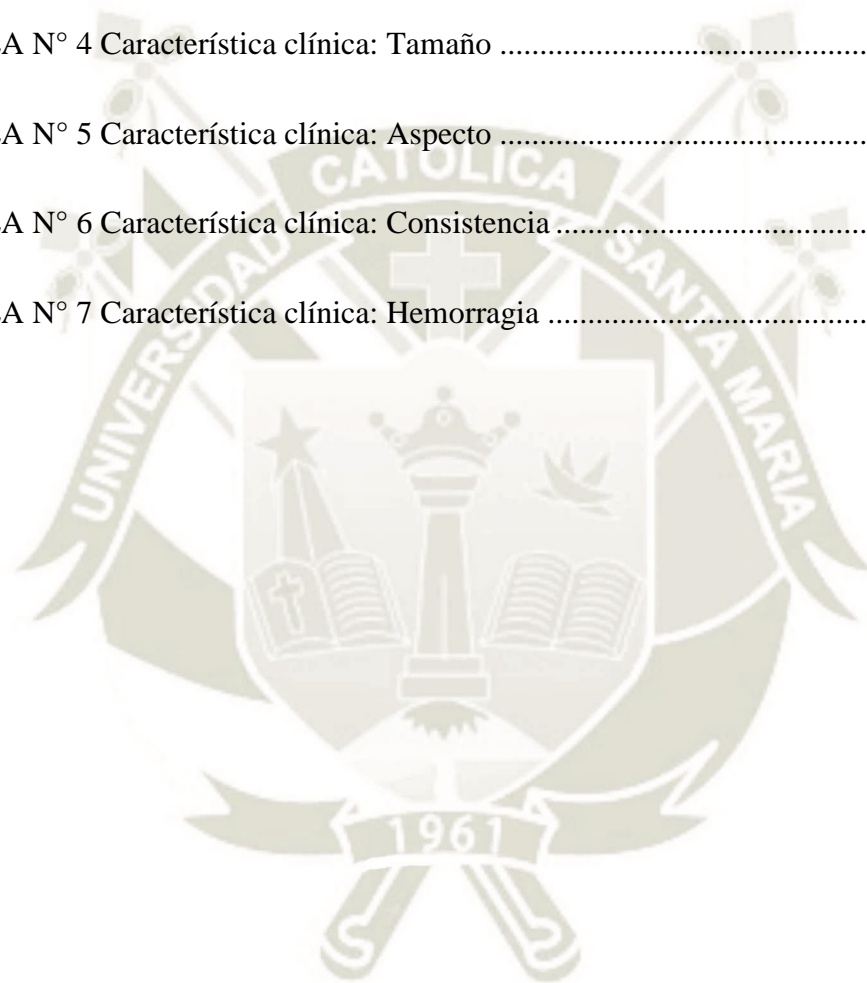 A N° 4 Característica clínica: Tamaño ................................................
A N° 5 Característica clínica: Aspecto ................................................
CATOLICA
A N° 6 Característica clínica: Consistencia ........................................
UNIVERSIDAD
SANTA MARIA
A N° 7 Característica clínica: Hemorragia ..........................................
1961